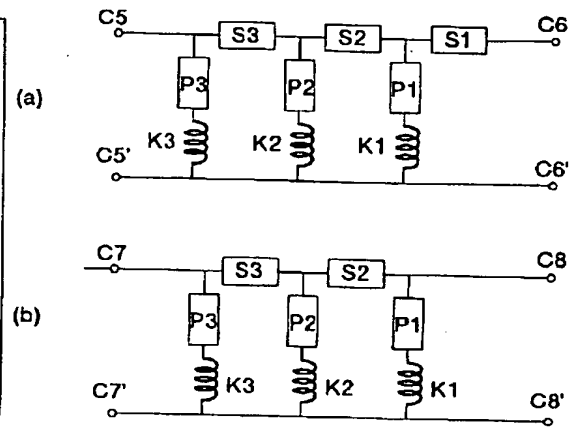 C5 S3 S2 S1 C6
(a) P3 P2 P1
K3 K2 K1
C5' C6'
C7 S3 S2 C8
(b) P3 P2 P1
K3 K2 K1
C7' C8'